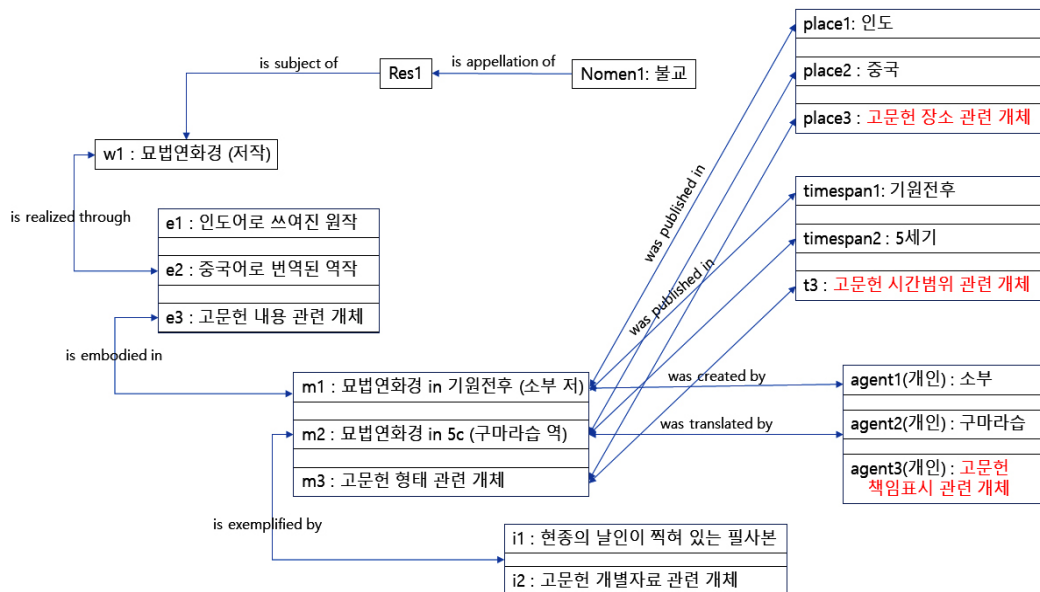 place1: 인도
place2 : 중국
place3 : 고문헌 장소 관련 개체
is subject of
Res1
is appellation of
Nomen1: 불교
w1 : 묘법연화경 (저작)
is realized through
e1 : 인도어로 쓰여진 원작
e2 : 중국어로 번역된 역작
e3 : 고문헌 내용 관련 개체
was published in
was published in
timespan1: 기원전후
timespan2 : 5세기
t3 : 고문헌 시간범위 관련 개체
is embodied in
m1 : 묘법연화경 in 기원전후 (소부 저)
m2 : 묘법연화경 in 5c (구마라습 역)
m3 : 고문헌 형태 관련 개체
was created by
was translated by
agent1(개인) : 소부
agent2(개인) : 구마라습
agent3(개인) : 고문헌
책임표시 관련 개체
is exemplified by
i1 : 현종의 날인이 찍혀 있는 필사본
i2 : 고문헌 개별자료 관련 개체